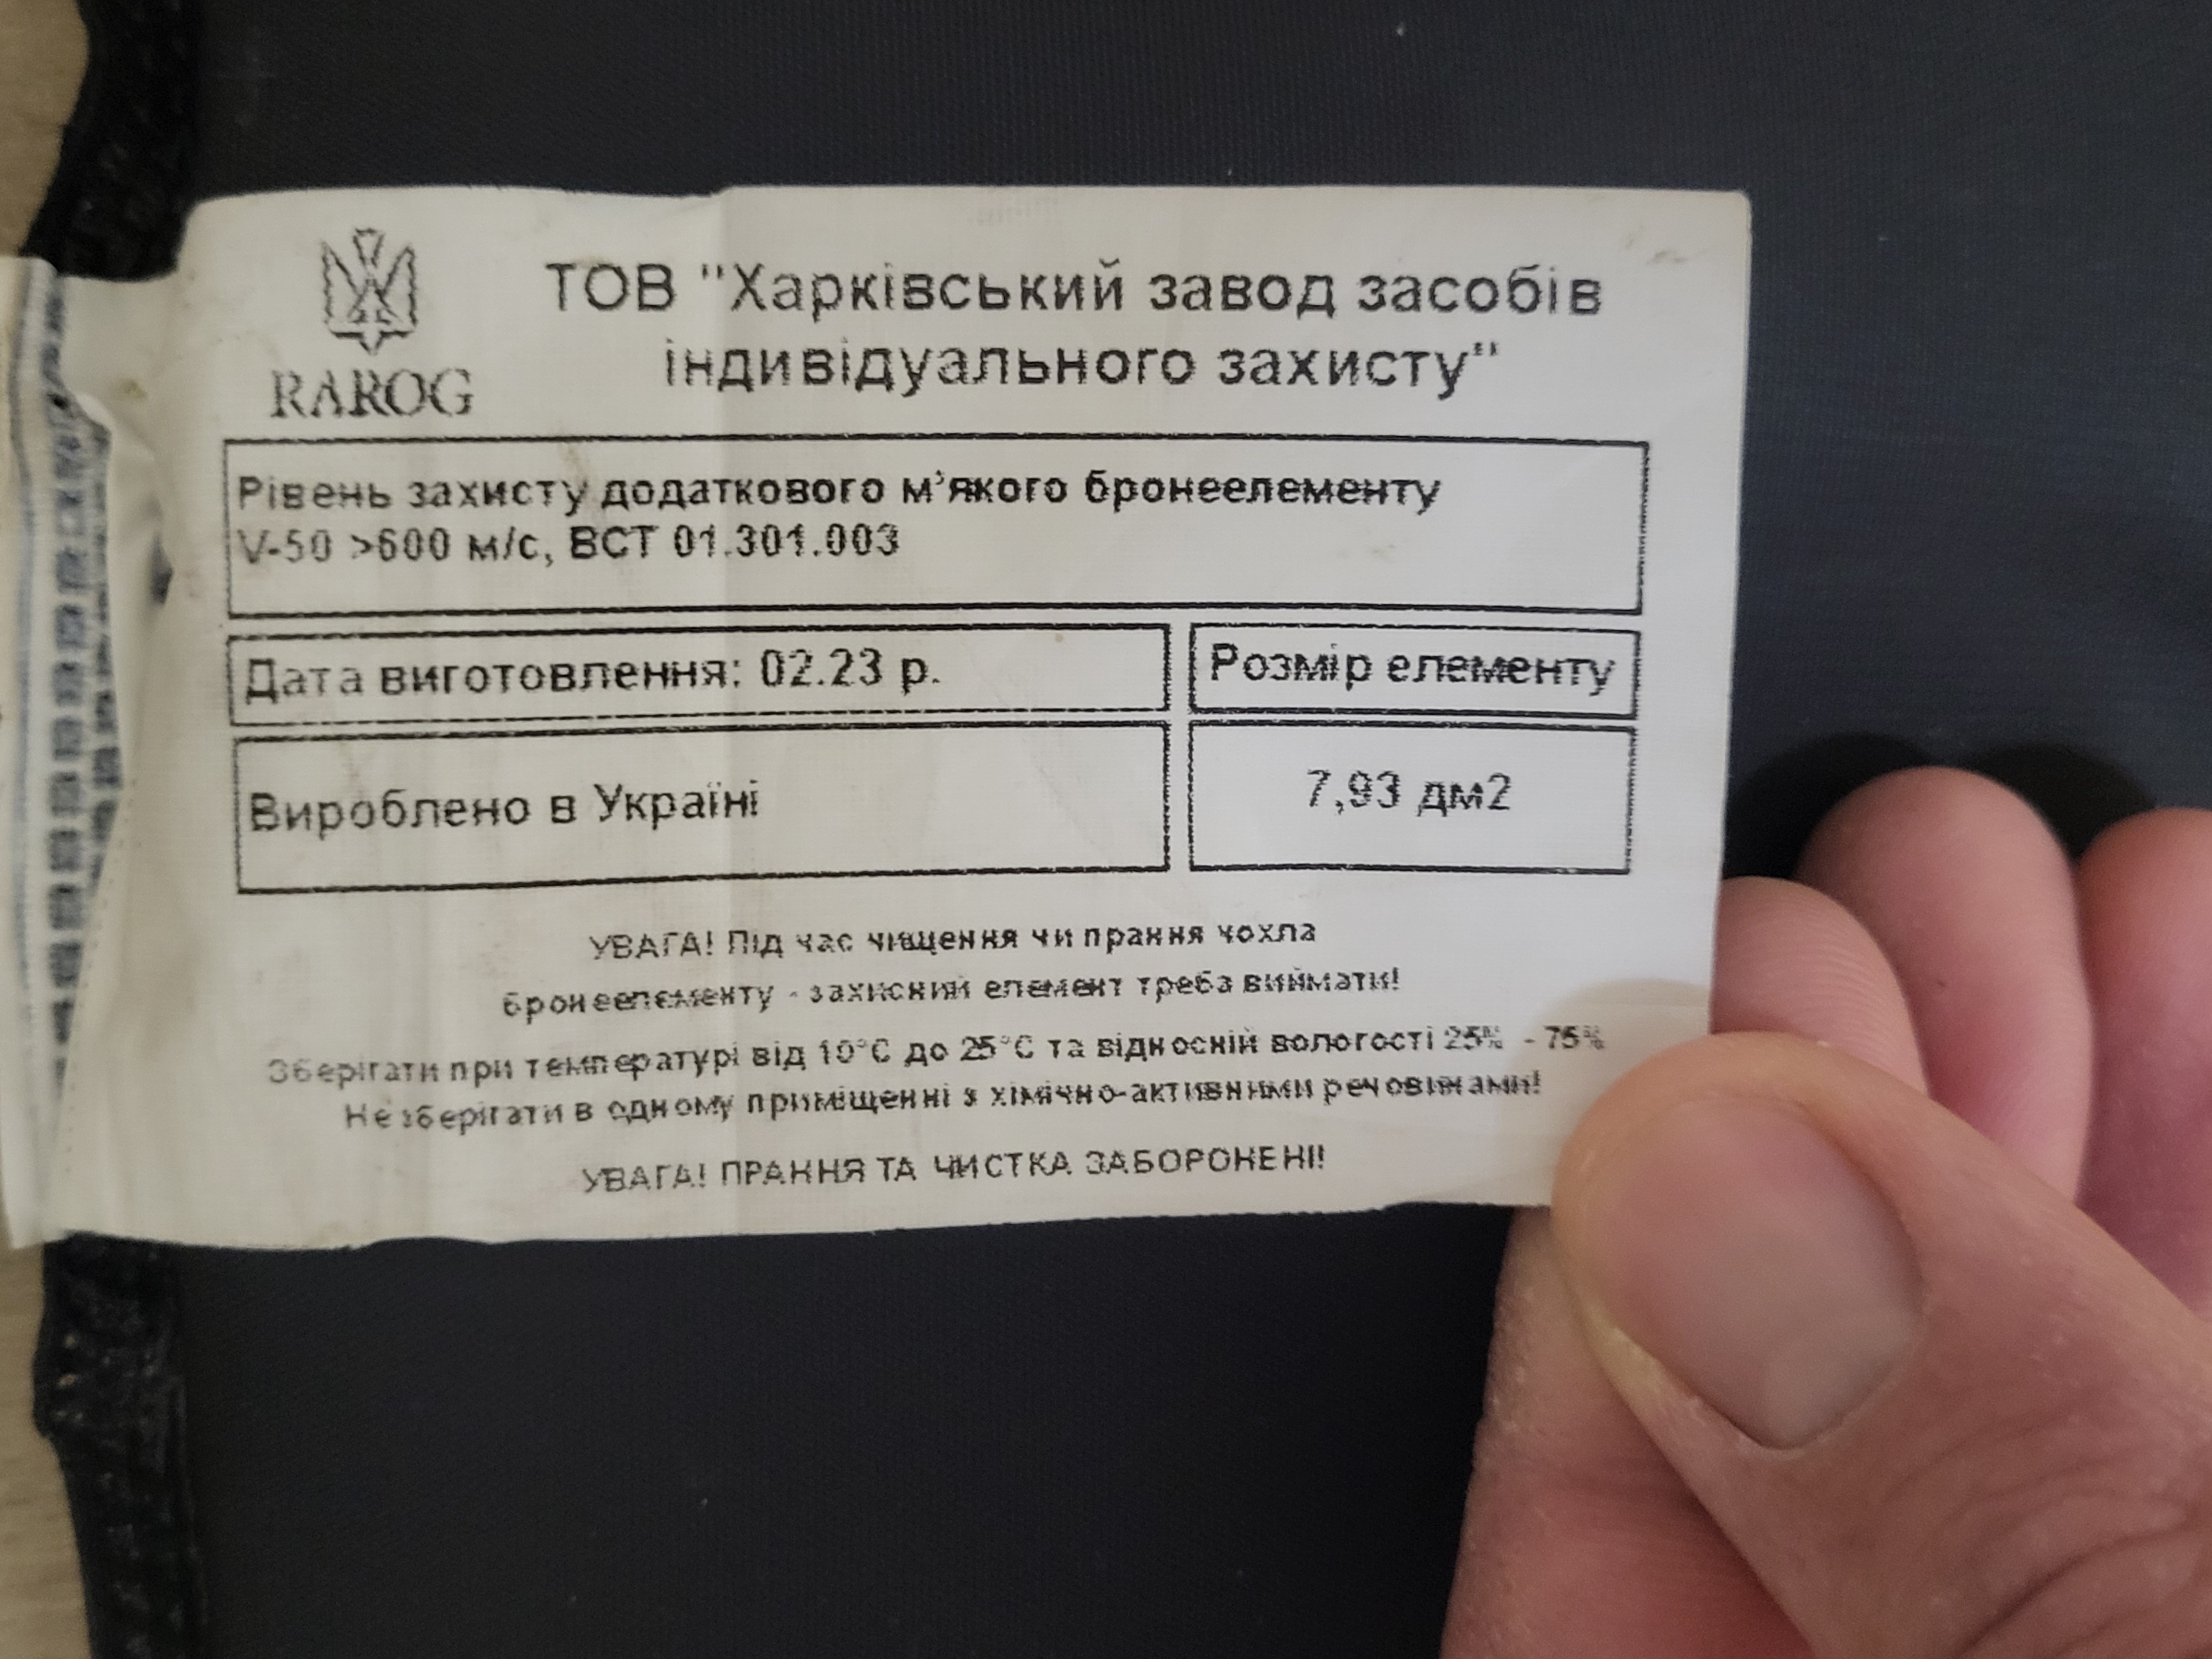 RAROG
ТОВ "Харківський завод засобів
індивідуального захисту"
Рівень захисту додаткового м'якого бронеелементу
V-50 >600 м/с, ВСТ 01.301.003
Дата виготовлення: 02.23 р.
Розмір елементу
Вироблено в Україні
7,93 дм2
УВАГА! Під час чищення чи прання чохла
бронеелементу - захисний елемент треба виймати!
Зберігати при температурі від 10°С до 25°С та відносній вологості 25% - 75%
Не зберігати в одному приміщенні з хімічно-активними речовинами!
УВАГА! ПРАННЯ ТА ЧИСТКА ЗАБОРОНЕНІ!